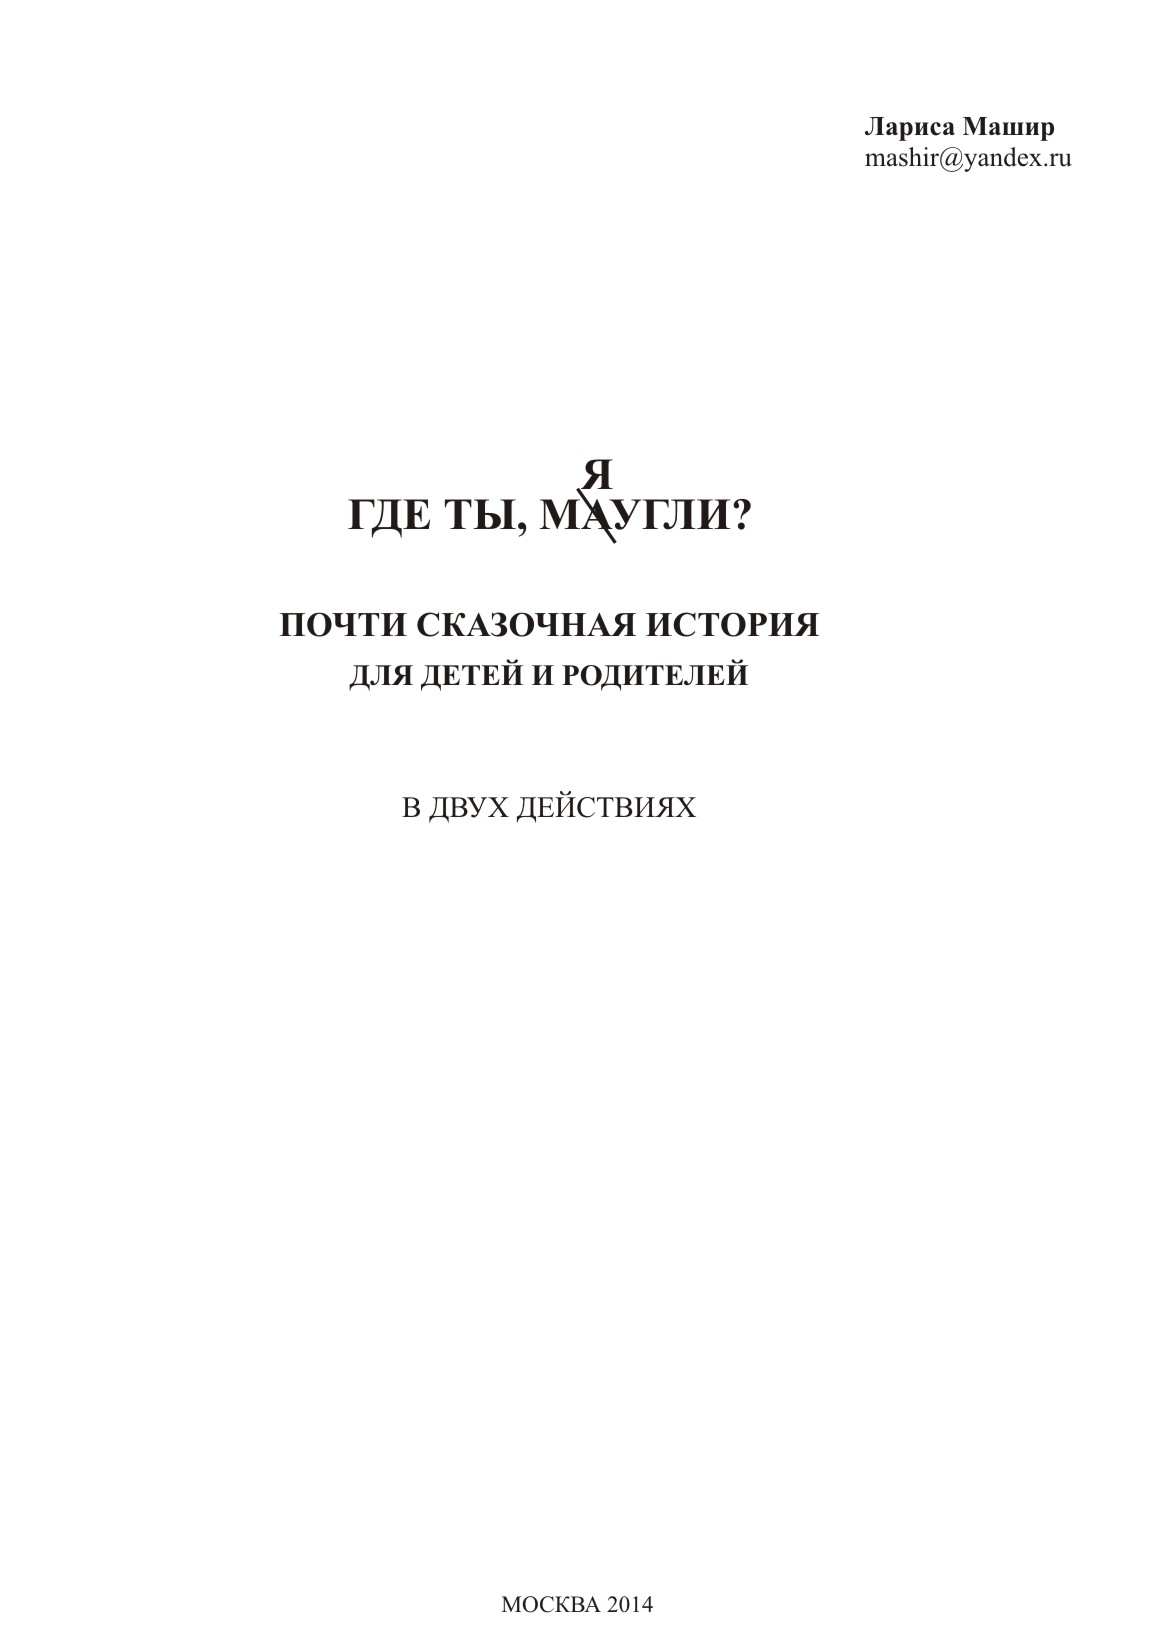 Лариса Машир
mashir@yandex.ru
Я
ГДЕ ТЫ, МАУГЛИ?
ПОЧТИ СКАЗОЧНАЯ ИСТОРИЯ
ДЛЯ ДЕТЕЙ И РОДИТЕЛЕЙ
В ДВУХ ДЕЙСТВИЯХ
МОСКВА 2014